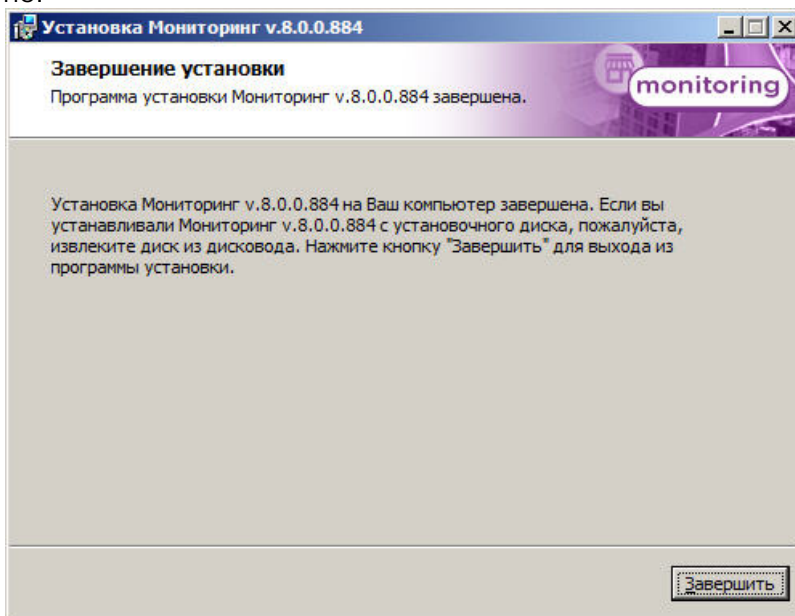 Установка Мониторинг v.8.0.0.884
Завершение установки
Программа установки Мониторинг v.8.0.0.884 завершена.
monitoring
Установка Мониторинг v.8.0.0.884 на Ваш компьютер завершена. Если вы
устанавливали Мониторинг v.8.0.0.884 с установочного диска, пожалуйста,
извлеките диск из дисковода. Нажмите кнопку "Завершить" для выхода из
программы установки.
Завершить